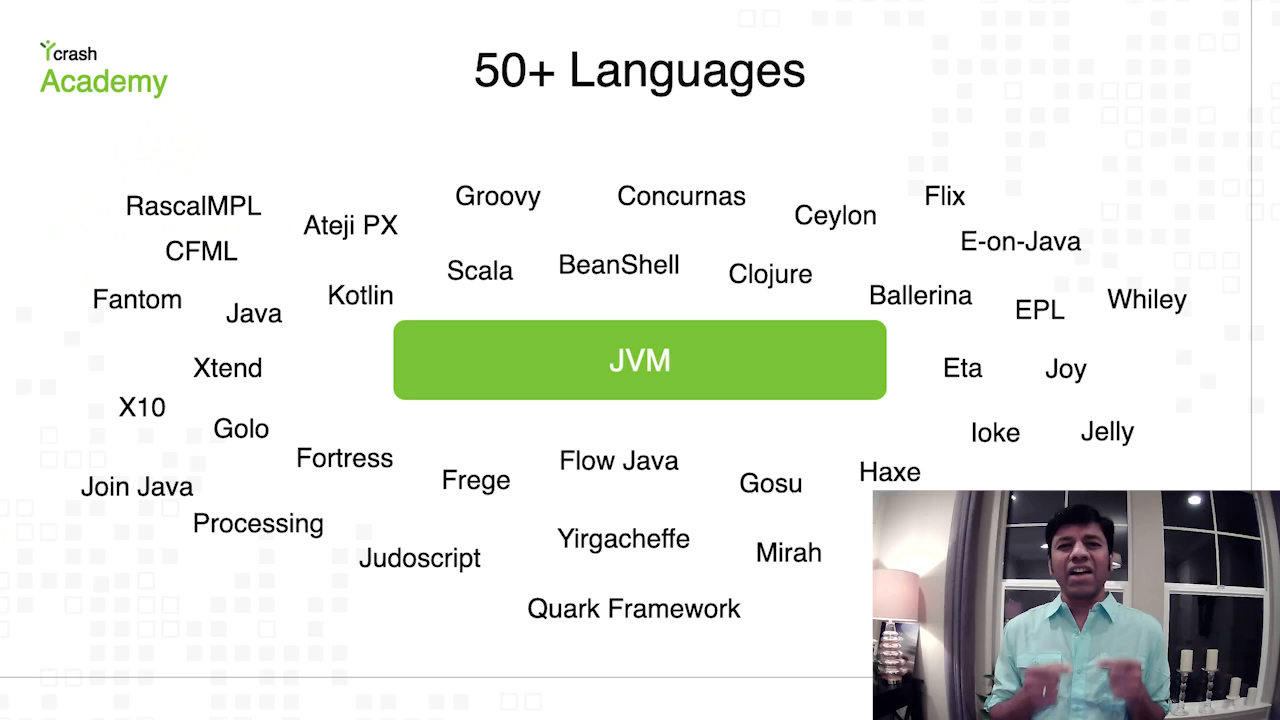 ycrash
Academy
50+ Languages
RascalMPL
Ateji PX
Groovy
Concurnas
Ceylon
Flix
CFML
E-on-Java
Scala
BeanShell
Clojure
Fantom
Java
Kotlin
Ballerina
EPL
Whiley
JVM
Xtend
Eta
Joy
X10
Golo
Ioke
Jelly
Fortress
Frege
Flow Java
Gosu
Haxe
Join Java
Processing
Judoscript
Yirgacheffe
Mirah
Quark Framework